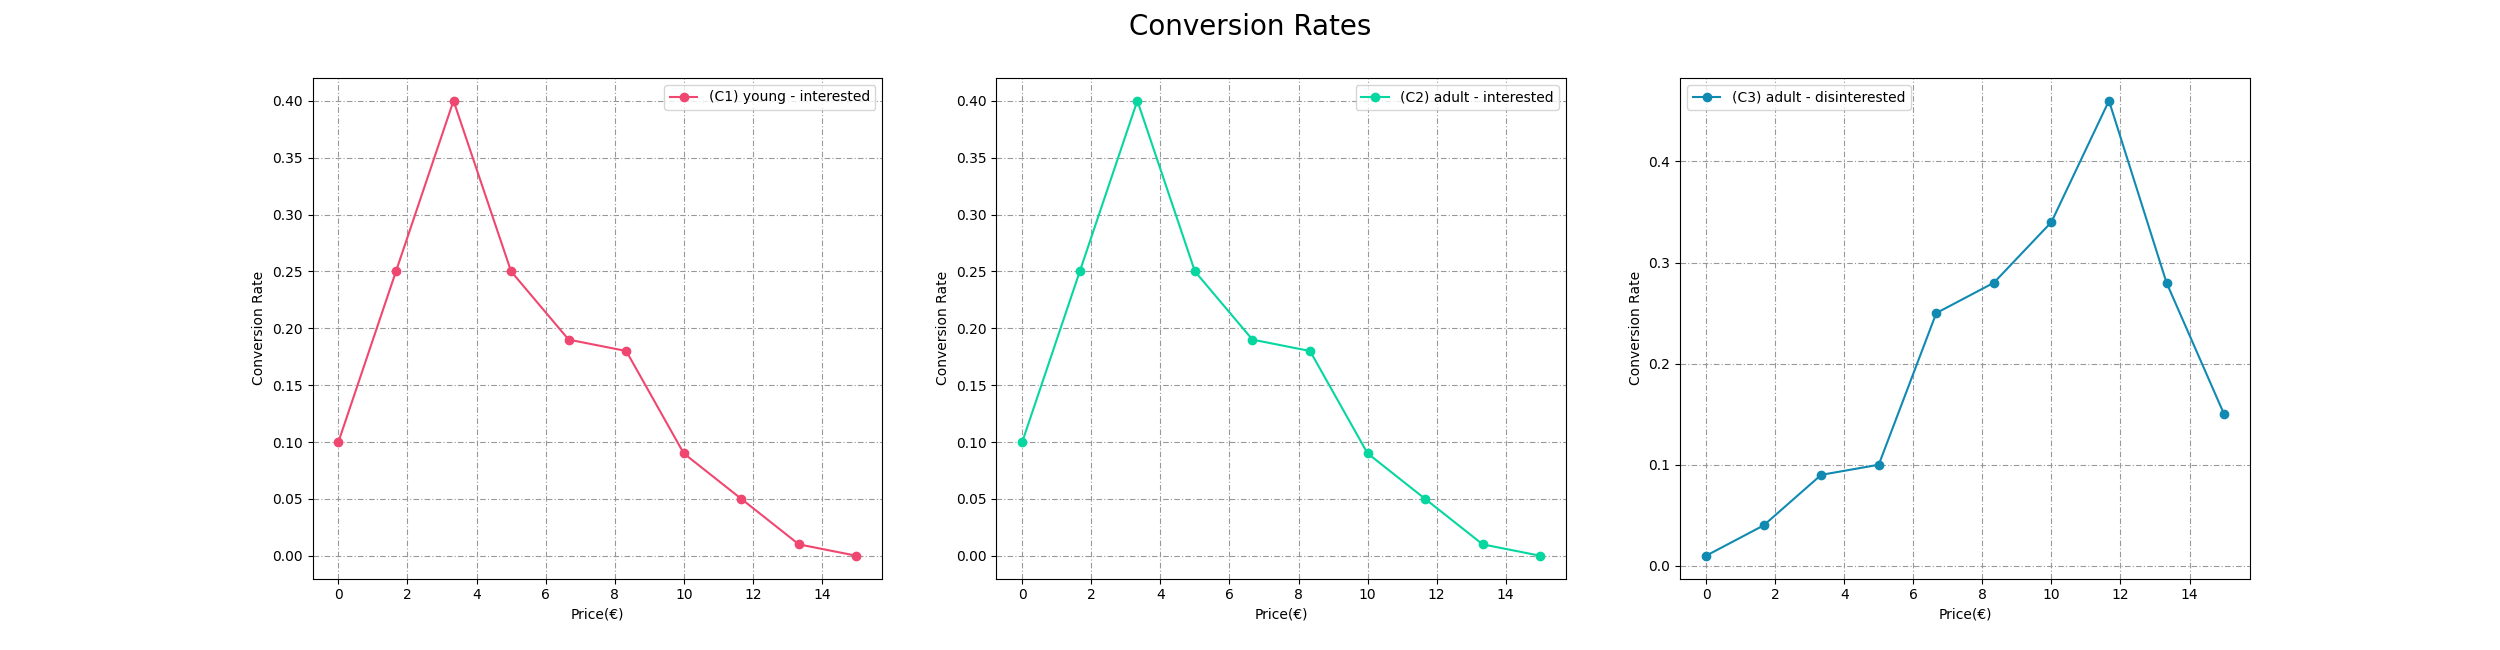 Conversion Rates
(C1) young - interested
0.40
0.35
0.30
0.25
0.20
0.15
0.10
0.05
0.00
Conversion Rate
0 2 4 6 8 10 12 14
Price(€)
(C2) adult - interested
0.40
0.35
0.30
0.25
0.20
0.15
0.10
0.05
0.00
Conversion Rate
0 2 4 6 8 10 12 14
Price(€)
(C3) adult - disinterested
0.4
0.3
0.2
0.1
0.0
Conversion Rate
0 2 4 6 8 10 12 14
Price(€)